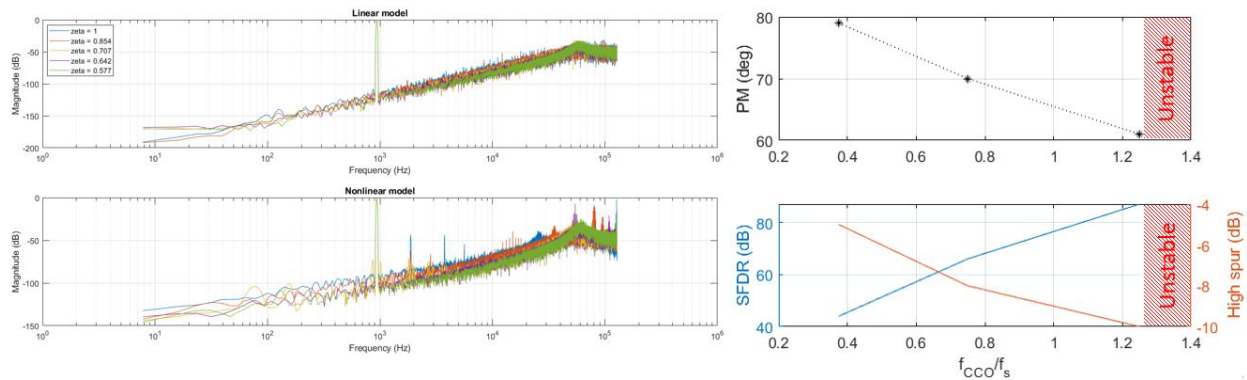 Linear model
Magnitude (dB)
0
-50
-100
-150
-200
zeta = 1
zeta = 0.854
zeta = 0.707
zeta = 0.642
zeta = 0.577
10^0
10^1
10^2
10^3
10^4
10^5
10^6
Frequency (Hz)
Nonlinear model
Magnitude (dB)
0
-50
-100
-150
10^0
10^1
10^2
10^3
10^4
10^5
10^6
Frequency (Hz)
PM (deg)
80
70
60
Unstable
0.2
0.4
0.6
0.8
1
1.2
1.4
SFDR (dB)
80
60
40
Unstable
-4
-6
-8
-10
High spur (dB)
0.2
0.4
0.6
0.8
1
1.2
1.4
f_CCO/f_s